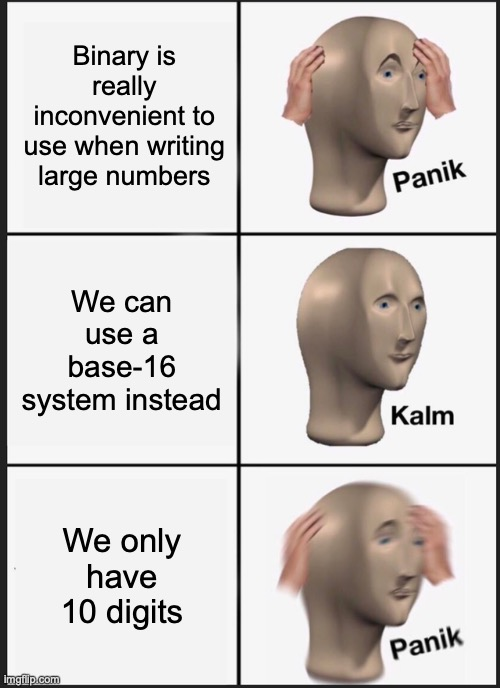 Binary is
really
inconvenient to
use when writing
large numbers
Panik
We can
use a
base-16
system instead
Kalm
We only
have
10 digits
Panik
imgflip.com